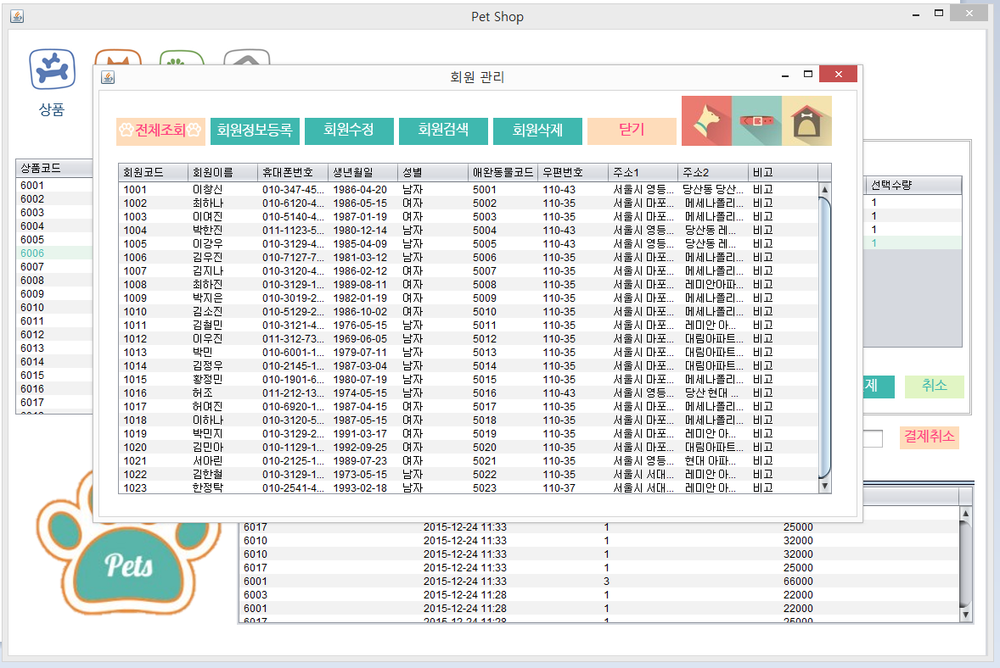 Pet Shop
상품
회원 관리
전체조회 회원정보등록 회원수정 회원검색 회원삭제 닫기
회원코드 회원이름 휴대폰번호 생년월일 성별 애완동물코드 우편번호 주소1 주소2 비고
1001 이창신 010-347-45... 1986-04-20 남자 5001 110-43 서울시 영등... 당산동 당산... 비고
1002 최하나 010-6120-4... 1986-05-15 여자 5002 110-35 서울시 마포... 메세나폴리... 비고
1003 이여진 010-5140-4... 1987-01-19 여자 5003 110-35 서울시 마포... 메세나폴리... 비고
1004 박한진 011-1123-5... 1980-12-14 남자 5004 110-43 서울시 영등... 당산동 레... 비고
1005 이강우 010-3129-4... 1985-04-09 남자 5005 110-43 서울시 영등... 당산동 레... 비고
1006 김우진 010-7127-7... 1981-03-12 남자 5006 110-35 서울시 마포... 메세나폴리... 비고
1007 김지나 010-3120-4... 1986-02-12 여자 5007 110-35 서울시 마포... 메세나폴리... 비고
1008 최하진 010-3129-1... 1989-08-11 여자 5008 110-35 서울시 마포... 레미안아파... 비고
1009 박지은 010-3019-2... 1982-01-19 여자 5009 110-35 서울시 마포... 메세나폴리... 비고
1010 김소진 010-5129-2... 1986-10-02 여자 5010 110-35 서울시 마포... 메세나폴리... 비고
1011 김철민 010-3121-4... 1976-05-15 남자 5011 110-35 서울시 마포... 레미안 아... 비고
1012 이우진 011-312-73... 1969-06-05 남자 5012 110-35 서울시 마포... 대림아파트... 비고
1013 박민 010-6001-1... 1979-07-11 남자 5013 110-35 서울시 마포... 대림아파트... 비고
1014 김정우 010-2145-1... 1987-03-04 남자 5014 110-35 서울시 마포... 대림아파트... 비고
1015 황정민 010-1901-6... 1980-07-19 남자 5015 110-35 서울시 마포... 메세나폴리... 비고
1016 허조 011-212-13... 1974-05-15 남자 5016 110-43 서울시 영등... 당산 현대 ... 비고
1017 허여진 010-6920-1... 1987-04-15 여자 5017 110-35 서울시 마포... 메세나폴리... 비고
1018 이하나 010-3120-5... 1987-05-15 여자 5018 110-35 서울시 마포... 메세나폴리... 비고
1019 박민지 010-3129-2... 1991-03-17 여자 5019 110-35 서울시 마포... 레미안 아... 비고
1020 김민아 010-1129-1... 1992-09-25 여자 5020 110-35 서울시 마포... 대림아파트... 비고
1021 서아린 010-2125-1... 1989-07-23 여자 5021 110-35 서울시 영등... 현대 아파... 비고
1022 김한철 010-3129-1... 1973-05-15 남자 5022 110-35 서울시 서대... 레미안 아... 비고
1023 한정탁 010-2541-4... 1993-02-18 남자 5023 110-37 서울시 서대... 레미안 아... 비고
상품코드
6001
6002
6003
6004
6005
6006
6007
6008
6009
6010
6011
6012
6013
6014
6015
6016
6017
선택수량
1
1
1
1
제 취소
결제취소
Pets
6017 2015-12-24 11:33 1 25000
6010 2015-12-24 11:33 1 32000
6010 2015-12-24 11:33 1 32000
6017 2015-12-24 11:33 1 25000
6001 2015-12-24 11:33 3 66000
6003 2015-12-24 11:28 1 22000
6001 2015-12-24 11:28 1 22000
6017 2015-12-24 11:28 1 25000